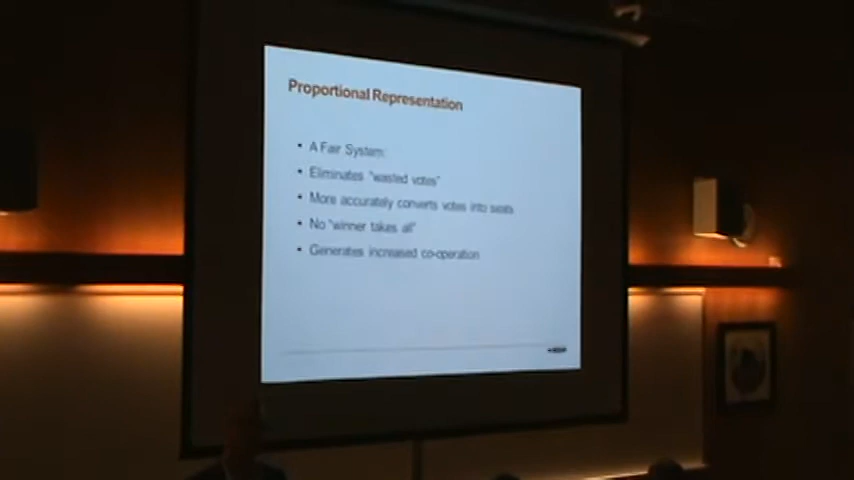 Proportional Representation
• A Fair System:
• Eliminates "wasted votes"
• More accurately converts votes into seats
• No "winner takes all"
• Generates increased co-operation